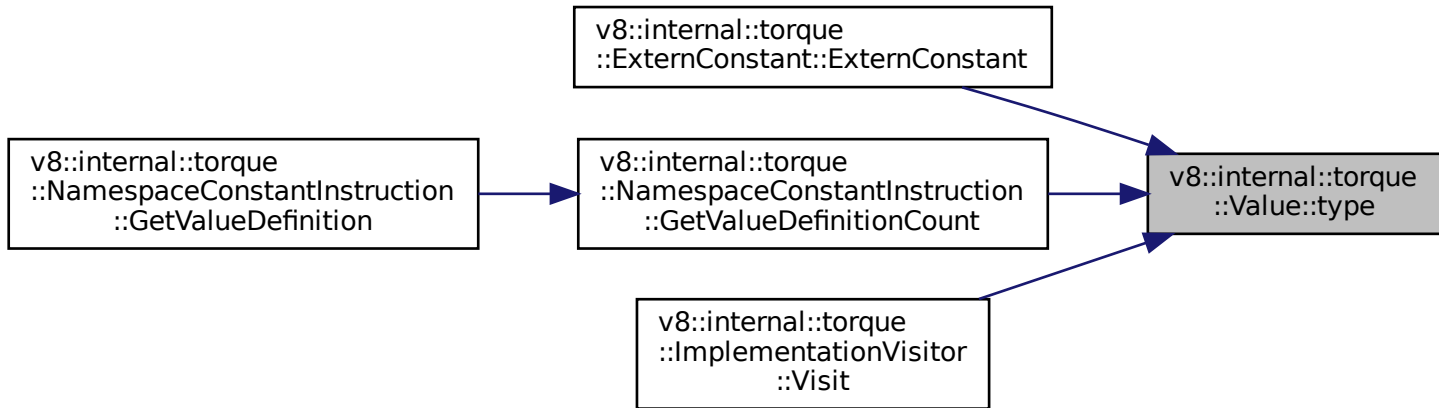 v8::internal::torque
::ExternConstant::ExternConstant
v8::internal::torque
::NamespaceConstantInstruction
::GetValueDefinition
v8::internal::torque
::NamespaceConstantInstruction
::GetValueDefinitionCount
v8::internal::torque
::Value::type
v8::internal::torque
::ImplementationVisitor
::Visit